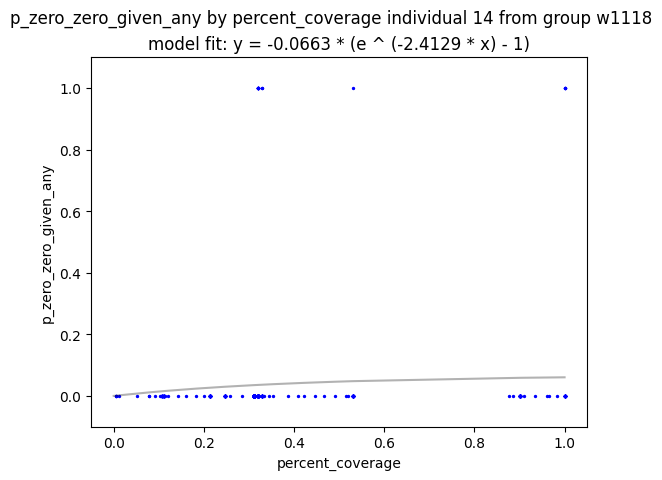 p_zero_zero_given_any by percent_coverage individual 14 from group w1118
model fit: y = -0.0663 * (e ^ (-2.4129 * x) - 1)
1.0
0.8
0.6
0.4
0.2
0.0
p_zero_zero_given_any
0.0 0.2 0.4 0.6 0.8 1.0
percent_coverage